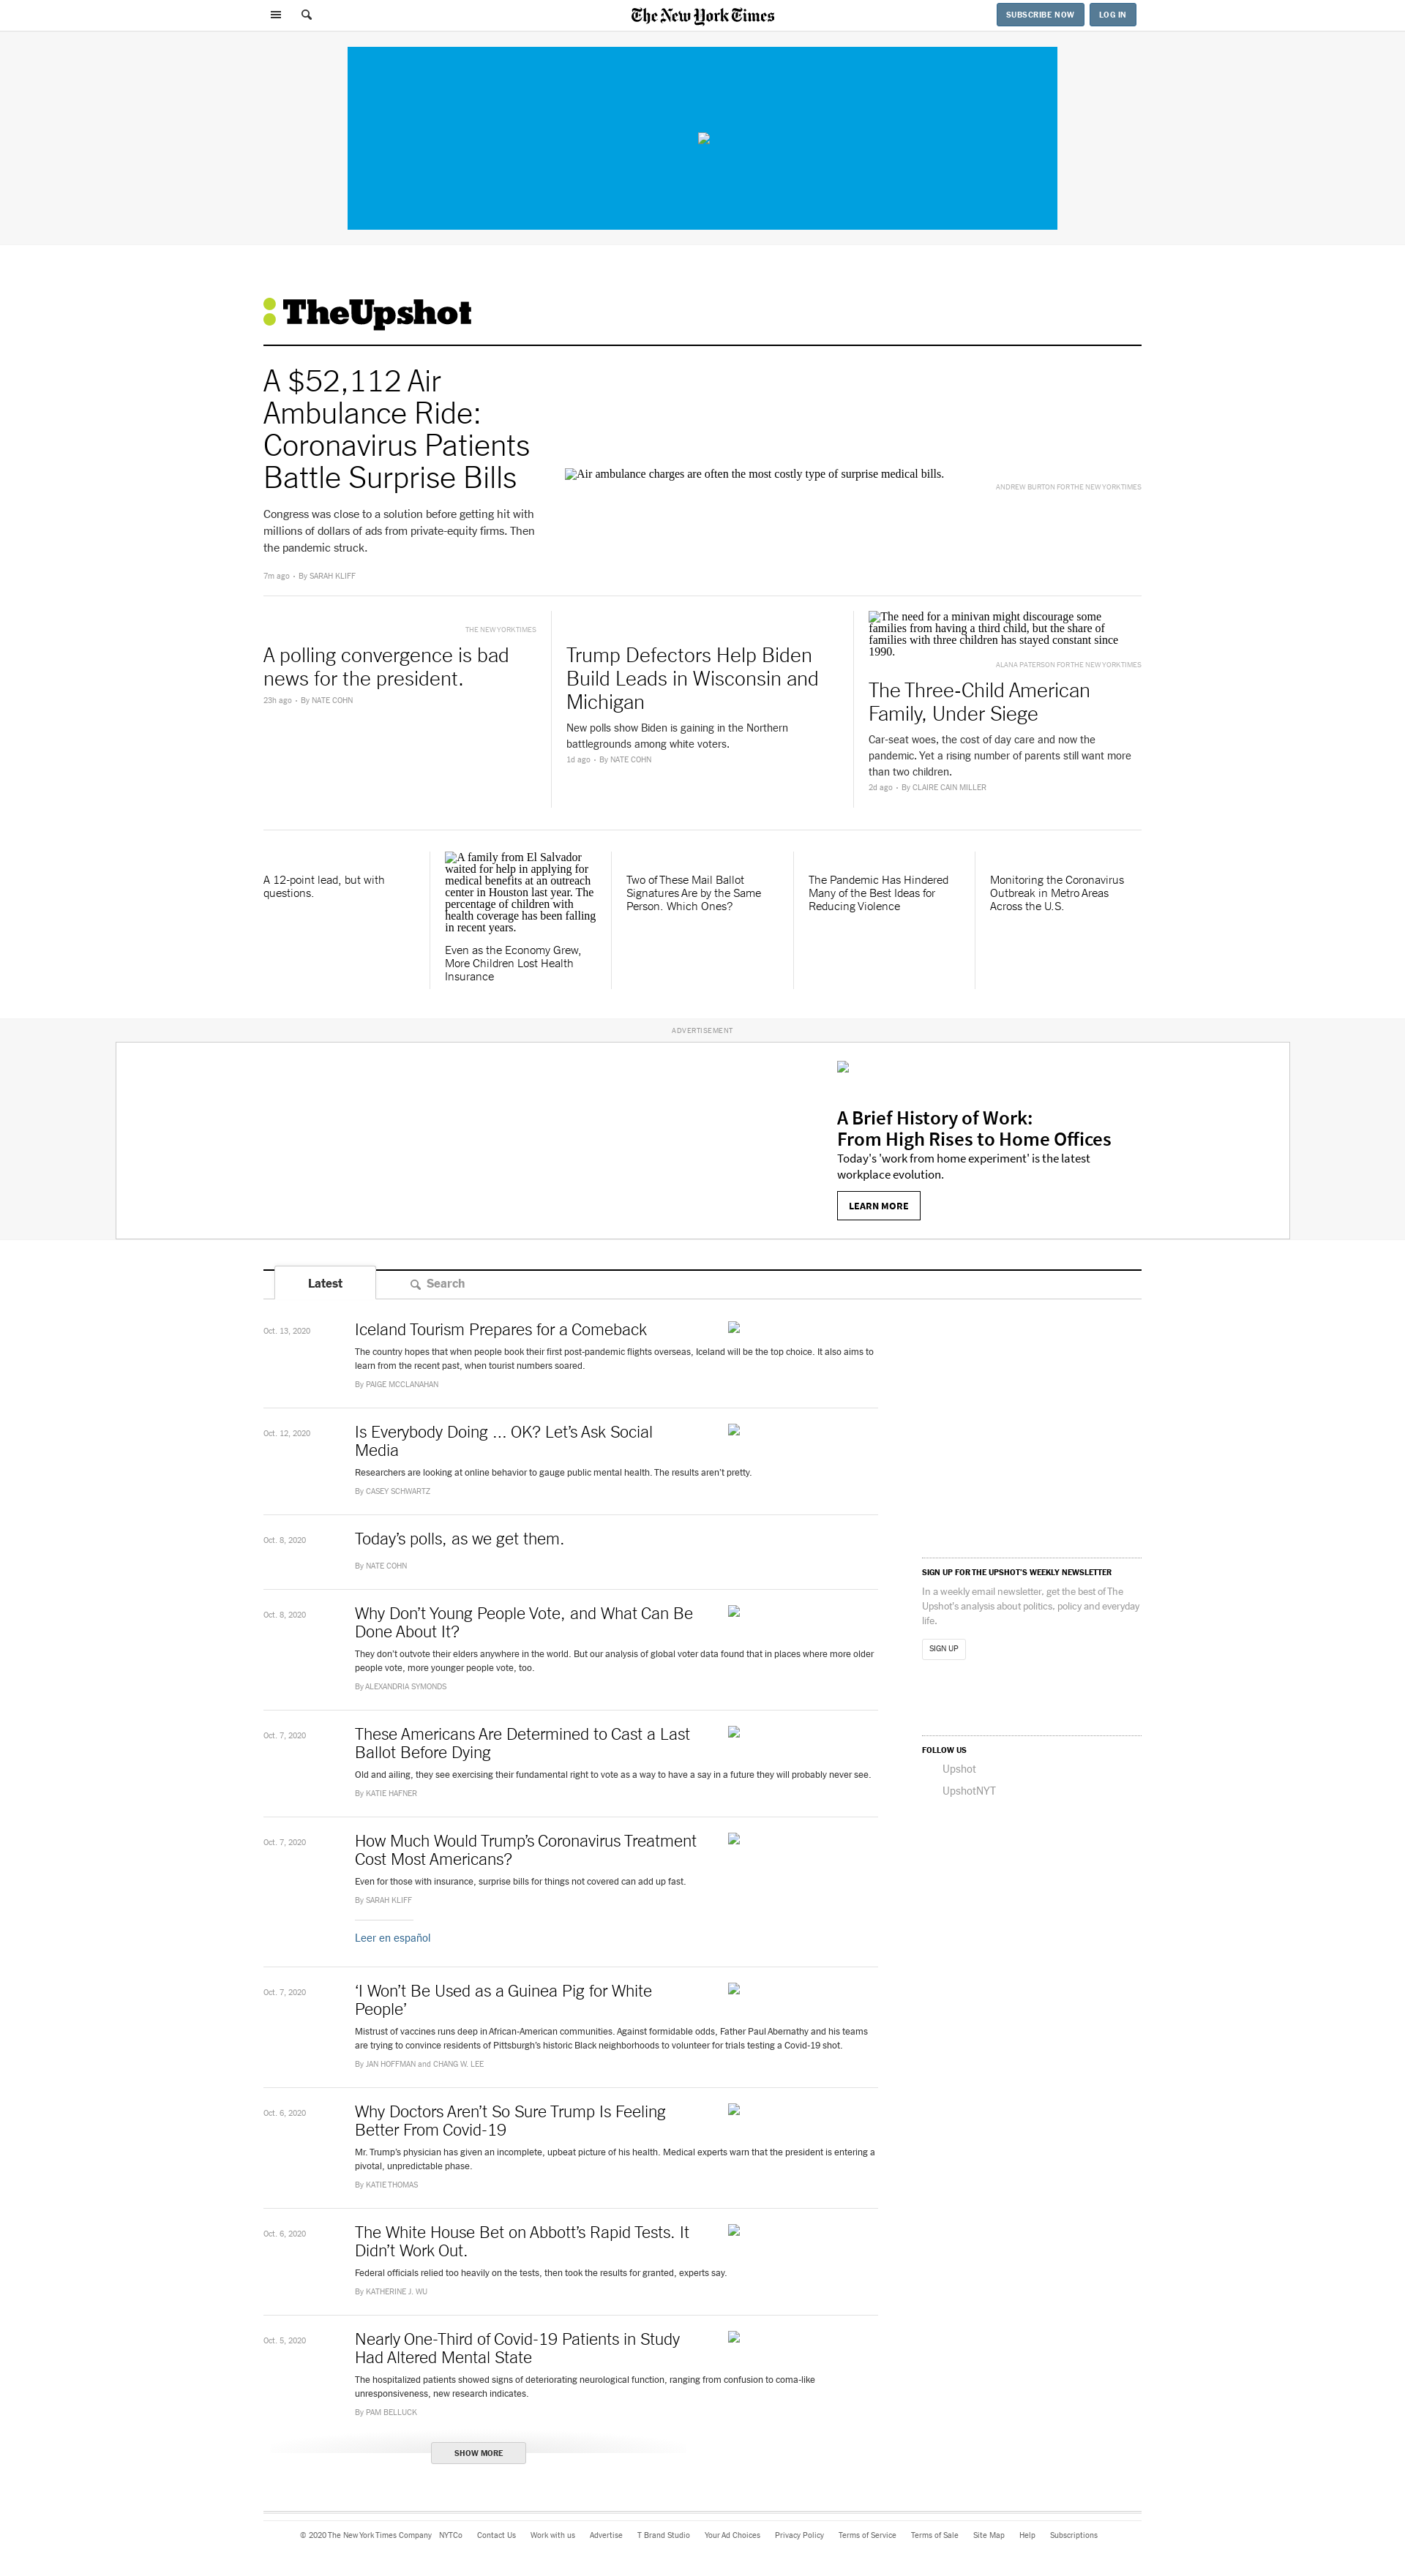 The New York Times
SUBSCRIBE NOW
LOG IN
TheUpshot
A $52,112 Air
Ambulance Ride:
Coronavirus Patients
Battle Surprise Bills
Congress was close to a solution before getting hit with
millions of dollars of ads from private-equity firms. Then
the pandemic struck.
7m ago • By SARAH KLIFF
Air ambulance charges are often the most costly type of surprise medical bills.
ANDREW BURTON FOR THE NEW YORK TIMES
THE NEW YORK TIMES
A polling convergence is bad
news for the president.
23h ago • By NATE COHN
Trump Defectors Help Biden
Build Leads in Wisconsin and
Michigan
New polls show Biden is gaining in the Northern
battlegrounds among white voters.
1d ago • By NATE COHN
The need for a minivan might discourage some
families from having a third child, but the share of
families with three children has stayed constant since
1990.
ALANA PATERSON FOR THE NEW YORK TIMES
The Three-Child American
Family, Under Siege
Car-seat woes, the cost of day care and now the
pandemic. Yet a rising number of parents still want more
than two children.
2d ago • By CLAIRE CAIN MILLER
A 12-point lead, but with
questions.
A family from El Salvador
waited for help in applying for
medical benefits at an outreach
center in Houston last year. The
percentage of children with
health coverage has been falling
in recent years.
Even as the Economy Grew,
More Children Lost Health
Insurance
Two of These Mail Ballot
Signatures Are by the Same
Person. Which Ones?
The Pandemic Has Hindered
Many of the Best Ideas for
Reducing Violence
Monitoring the Coronavirus
Outbreak in Metro Areas
Across the U.S.
ADVERTISEMENT
A Brief History of Work:
From High Rises to Home Offices
Today's 'work from home experiment' is the latest
workplace evolution.
LEARN MORE
Latest
Search
Oct. 13, 2020
Iceland Tourism Prepares for a Comeback
The country hopes that when people book their first post-pandemic flights overseas, Iceland will be the top choice. It also aims to
learn from the recent past, when tourist numbers soared.
By PAIGE MCCLANAHAN
Oct. 12, 2020
Is Everybody Doing ... OK? Let’s Ask Social
Media
Researchers are looking at online behavior to gauge public mental health. The results aren’t pretty.
By CASEY SCHWARTZ
Oct. 8, 2020
Today’s polls, as we get them.
By NATE COHN
Oct. 8, 2020
Why Don’t Young People Vote, and What Can Be
Done About It?
They don’t outvote their elders anywhere in the world. But our analysis of global voter data found that in places where more older
people vote, more younger people vote, too.
By ALEXANDRIA SYMONDS
Oct. 7, 2020
These Americans Are Determined to Cast a Last
Ballot Before Dying
Old and ailing, they see exercising their fundamental right to vote as a way to have a say in a future they will probably never see.
By KATIE HAFNER
Oct. 7, 2020
How Much Would Trump’s Coronavirus Treatment
Cost Most Americans?
Even for those with insurance, surprise bills for things not covered can add up fast.
By SARAH KLIFF
Leer en español
Oct. 7, 2020
‘I Won’t Be Used as a Guinea Pig for White
People’
Mistrust of vaccines runs deep in African-American communities. Against formidable odds, Father Paul Abernathy and his teams
are trying to convince residents of Pittsburgh’s historic Black neighborhoods to volunteer for trials testing a Covid-19 shot.
By JAN HOFFMAN and CHANG W. LEE
Oct. 6, 2020
Why Doctors Aren’t So Sure Trump Is Feeling
Better From Covid-19
Mr. Trump’s physician has given an incomplete, upbeat picture of his health. Medical experts warn that the president is entering a
pivotal, unpredictable phase.
By KATIE THOMAS
Oct. 6, 2020
The White House Bet on Abbott’s Rapid Tests. It
Didn’t Work Out.
Federal officials relied too heavily on the tests, then took the results for granted, experts say.
By KATHERINE J. WU
Oct. 5, 2020
Nearly One-Third of Covid-19 Patients in Study
Had Altered Mental State
The hospitalized patients showed signs of deteriorating neurological function, ranging from confusion to coma-like
unresponsiveness, new research indicates.
By PAM BELLUCK
SHOW MORE
SIGN UP FOR THE UPSHOT’S WEEKLY NEWSLETTER
In a weekly email newsletter, get the best of The
Upshot’s analysis about politics, policy and everyday
life.
SIGN UP
FOLLOW US
Upshot
UpshotNYT
© 2020 The New York Times Company NYTCo Contact Us Work with us Advertise T Brand Studio Your Ad Choices Privacy Policy Terms of Service Terms of Sale Site Map Help Subscriptions